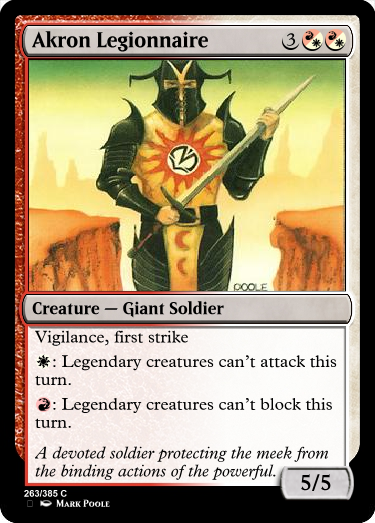 Akron Legionnaire 3
POOLE
Creature — Giant Soldier
Vigilance, first strike
: Legendary creatures can't attack this
turn.
: Legendary creatures can't block this
turn.
A devoted soldier protecting the meek from
the binding actions of the powerful.
5/5
263/385 C
Mark Poole